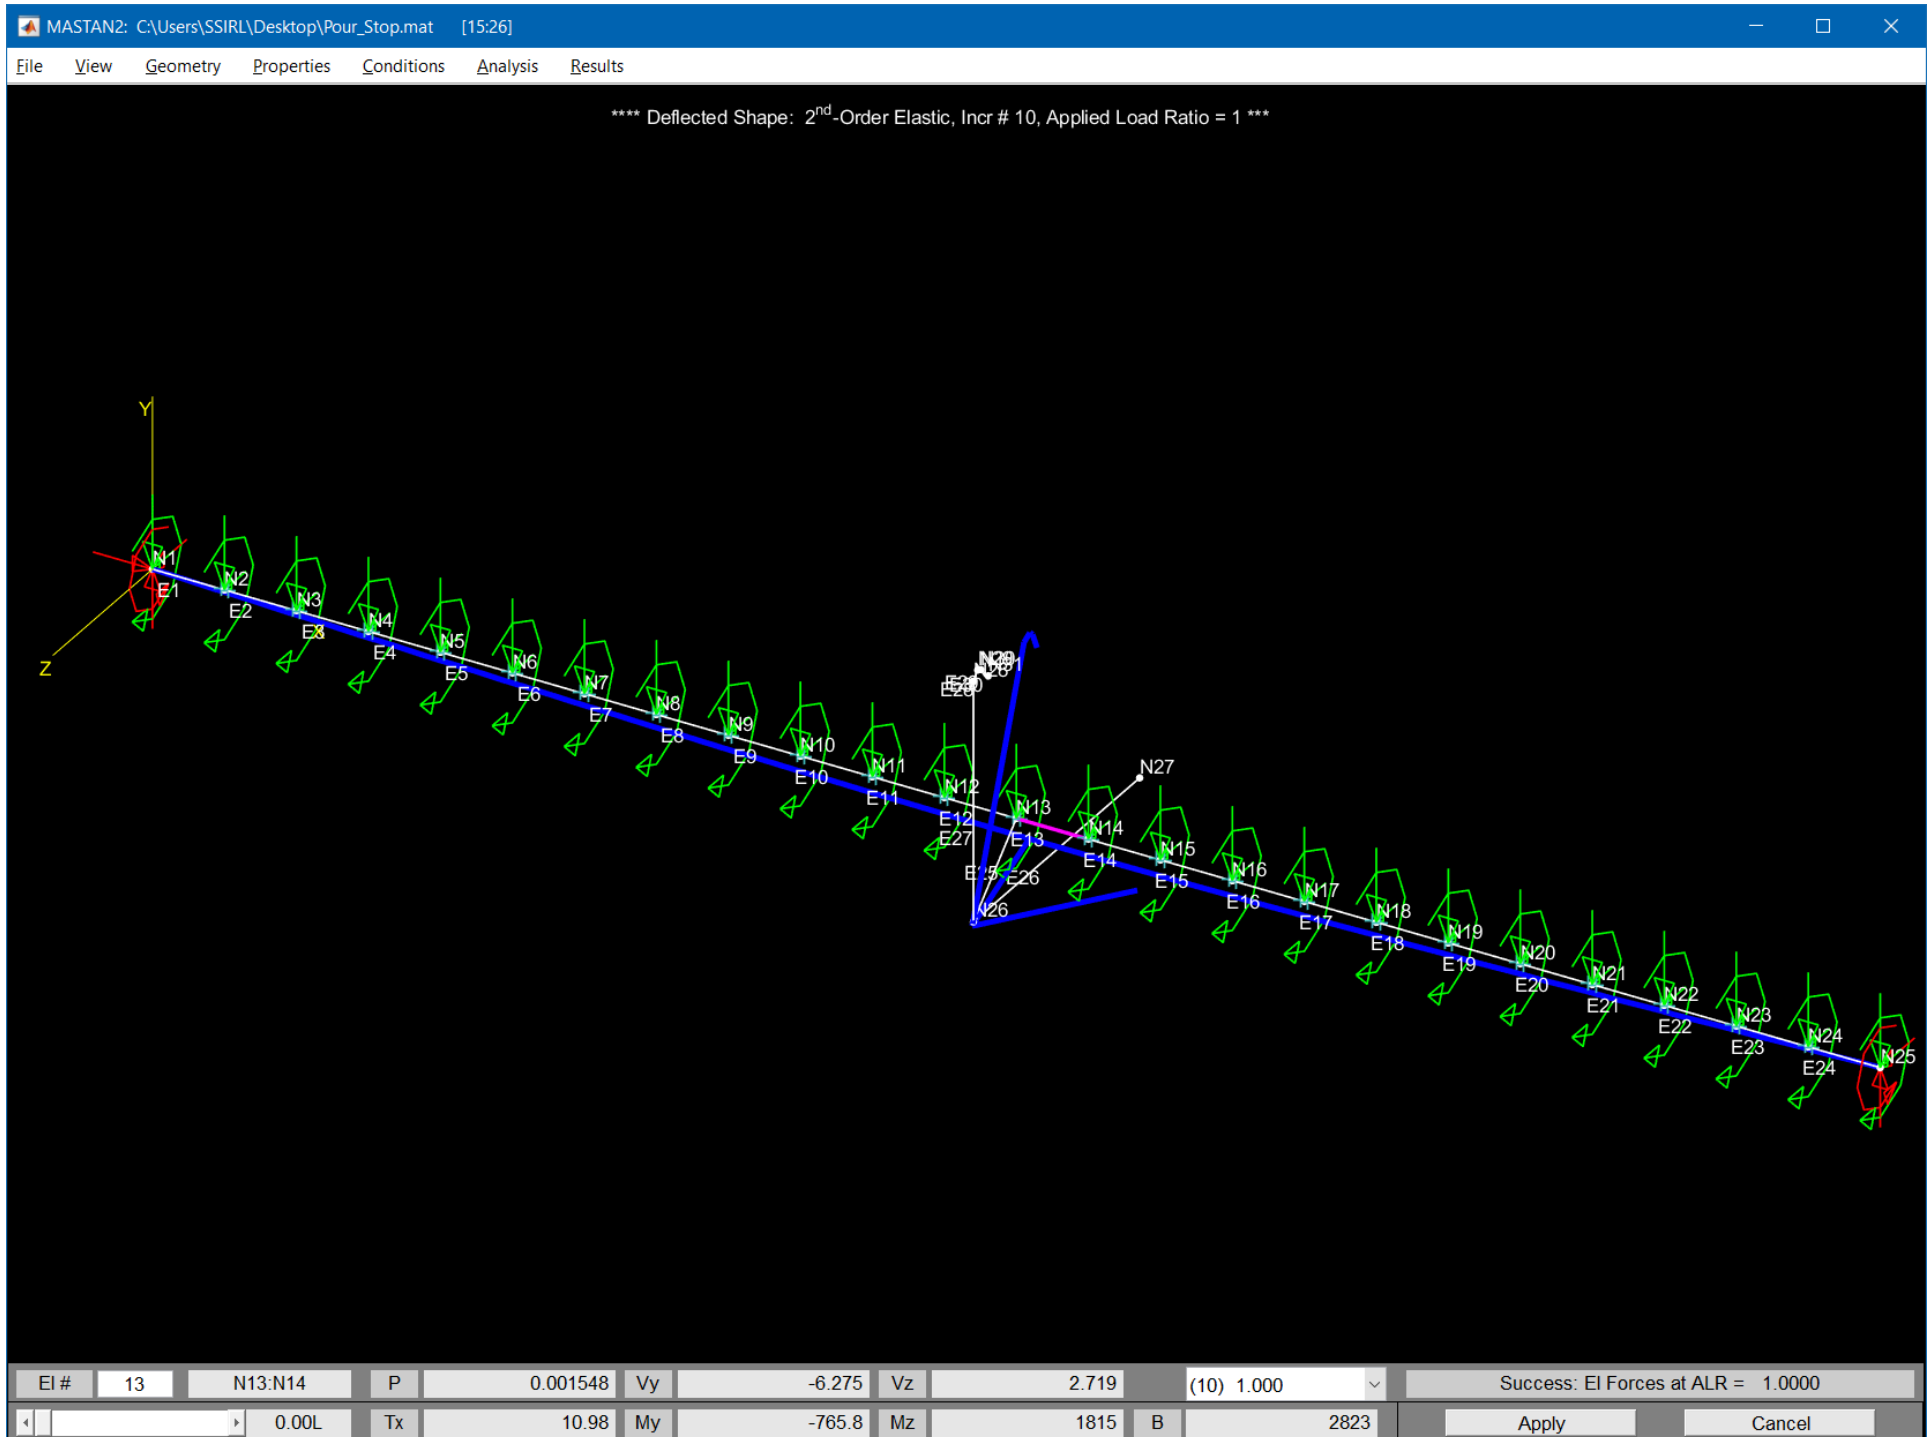 MASTAN2: C:\Users\SSIRL\Desktop\Pour_Stop.mat [15:26]
File View Geometry Properties Conditions Analysis Results
**** Deflected Shape: 2nd-Order Elastic, Incr # 10, Applied Load Ratio = 1 ***
Y
N1
E1
N2
E2
N3
X
Z
N4
E4
N5
E5
N6
E6
N7
E7
N8
E8
N9
E9
N10
E10
N11
E11
N12
E12
E27
N27
N13
E13
N14
E14
E25
E26
N26
N15
E15
N16
E16
N17
E17
N18
E18
N19
E19
N20
E20
N21
E21
N22
E22
N23
E23
N24
E24
N25
El # 13 N13:N14 P 0.001548 Vy -6.275 Vz 2.719 (10) 1.000 Success: El Forces at ALR = 1.0000
0.00L Tx 10.98 My -765.8 Mz 1815 B 2823 Apply Cancel